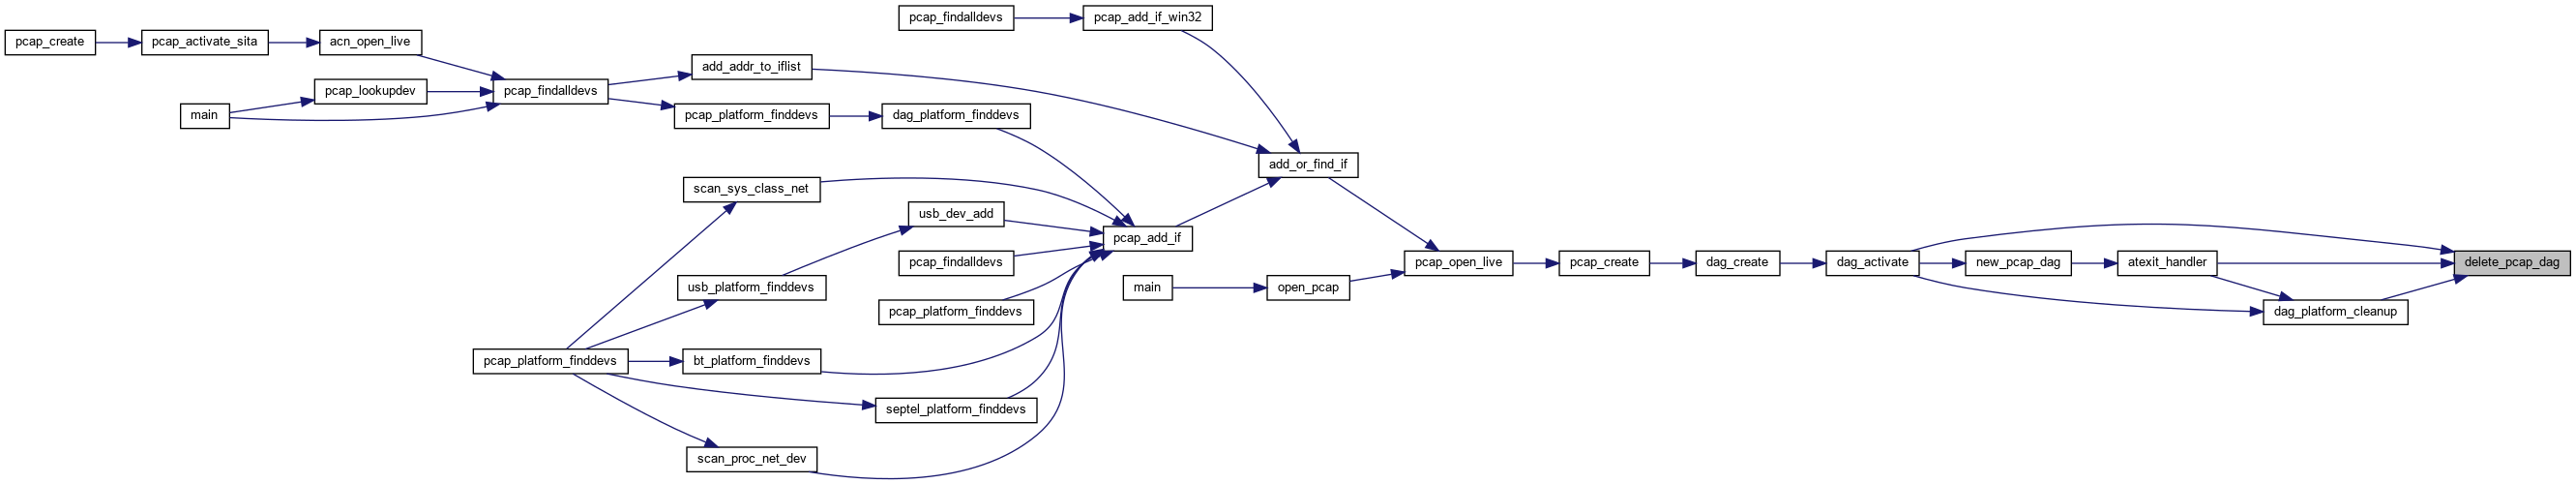 pcap_findalldevs
pcap_add_if_win32
pcap_create
pcap_activate_sita
acn_open_live
add_addr_to_iflist
pcap_lookupdev
pcap_findalldevs
main
pcap_platform_finddevs
dag_platform_finddevs
add_or_find_if
scan_sys_class_net
usb_dev_add
pcap_add_if
pcap_findalldevs
pcap_open_live
pcap_create
dag_create
dag_activate
new_pcap_dag
atexit_handler
delete_pcap_dag
usb_platform_finddevs
main
open_pcap
pcap_platform_finddevs
dag_platform_cleanup
pcap_platform_finddevs
bt_platform_finddevs
septel_platform_finddevs
scan_proc_net_dev